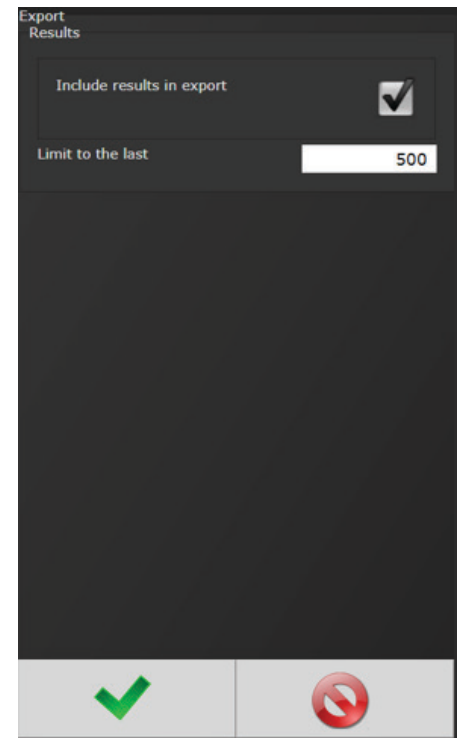 Export
Results
Include results in export
Limit to the last
500